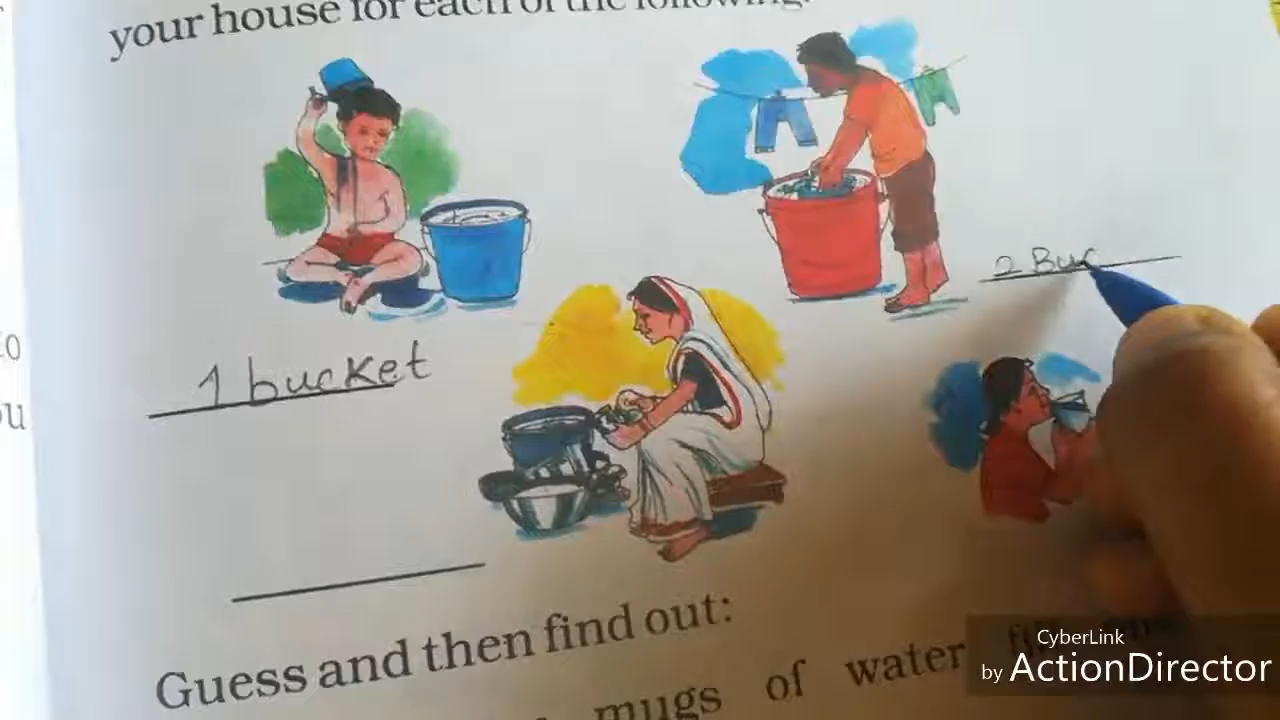 your house for each of the following:
2 Buc
1 bucket
Guess and then find out:
mugs of water
CyberLink
by ActionDirector